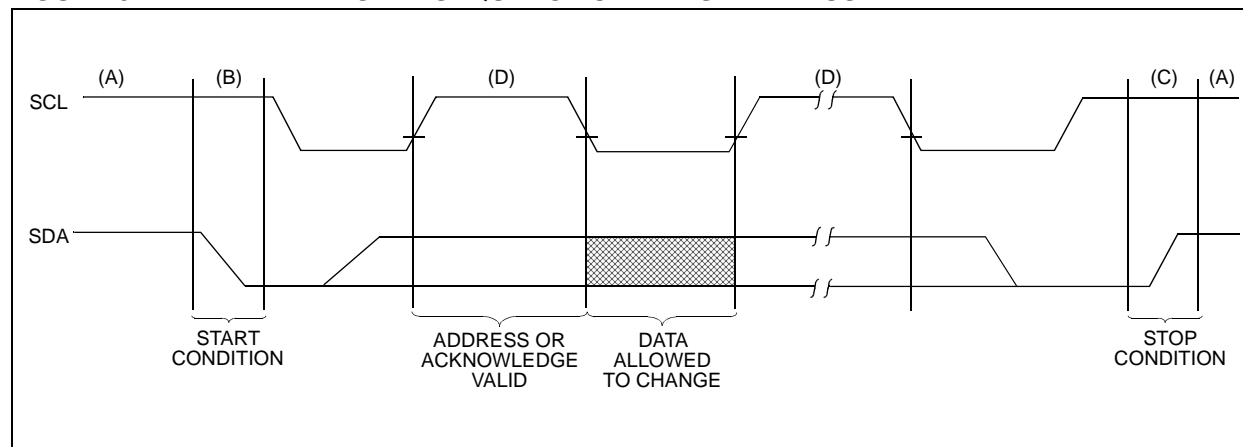 (A) (B) (D) (D) (C) (A)
SCL
SDA
START
CONDITION
ADDRESS OR
ACKNOWLEDGE
VALID
DATA
ALLOWED
TO CHANGE
STOP
CONDITION